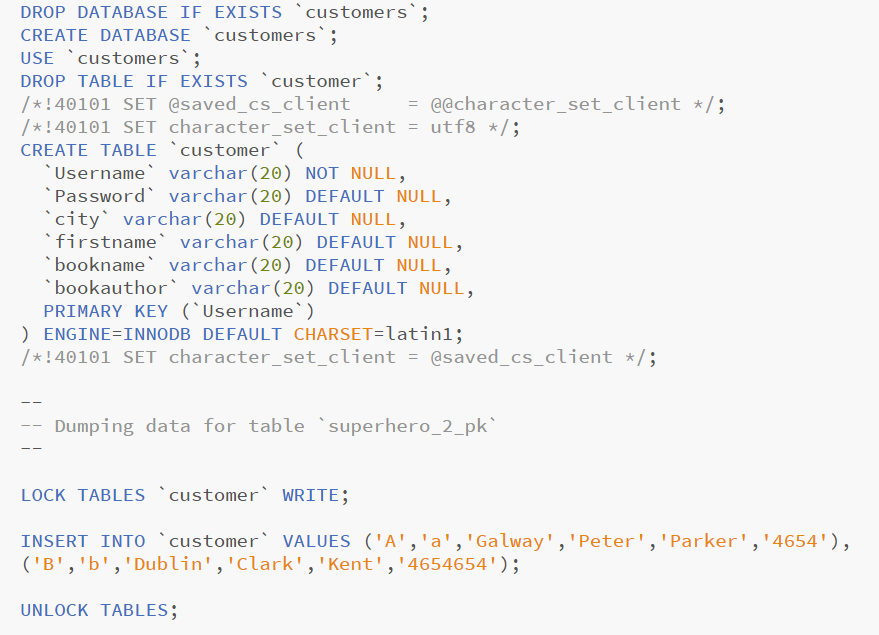 DROP DATABASE IF EXISTS `customers`;
CREATE DATABASE `customers`;
USE `customers`;
DROP TABLE IF EXISTS `customer`;
/*!40101 SET @saved_cs_client     = @@character_set_client */;
/*!40101 SET character_set_client = utf8 */;
CREATE TABLE `customer` (
  `Username` varchar(20) NOT NULL,
  `Password` varchar(20) DEFAULT NULL,
  `city` varchar(20) DEFAULT NULL,
  `firstname` varchar(20) DEFAULT NULL,
  `bookname` varchar(20) DEFAULT NULL,
  `bookauthor` varchar(20) DEFAULT NULL,
  PRIMARY KEY (`Username`)
) ENGINE=INNODB DEFAULT CHARSET=latin1;
/*!40101 SET character_set_client = @saved_cs_client */;

--
-- Dumping data for table `superhero_2_pk`
--

LOCK TABLES `customer` WRITE;

INSERT INTO `customer` VALUES ('A','a','Galway','Peter','Parker','4654'),
('B','b','Dublin','Clark','Kent','4654654');

UNLOCK TABLES;